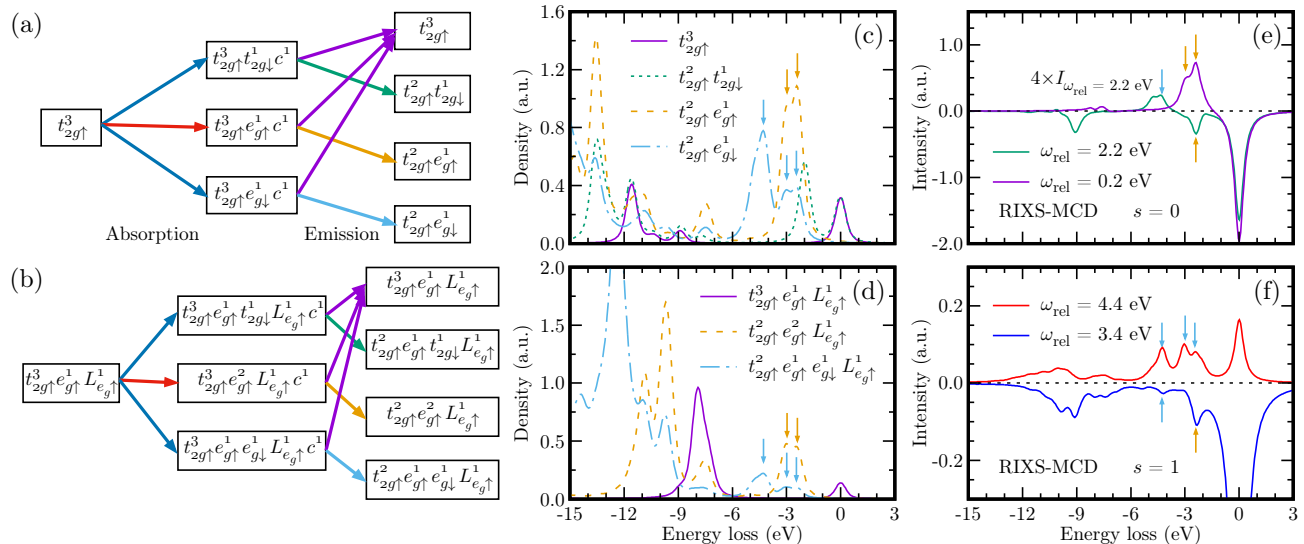 (a)
t³₂g↑
t³₂g↑ t¹₂g↓ c¹
t³₂g↑ e¹g↑ c¹
t³₂g↑ e¹g↓ c¹
t³₂g↑
t²₂g↑ t¹₂g↓
t²₂g↑ e¹g↑
t²₂g↑ e¹g↓
Absorption
Emission
(b)
t³₂g↑ e¹g↑ L¹eg↑
t³₂g↑ e¹g↑ t¹₂g↓ L¹eg↑ c¹
t³₂g↑ e²g↑ L¹eg↑ c¹
t³₂g↑ e¹g↑ e¹g↓ L¹eg↑ c¹
t³₂g↑ e¹g↑ L¹eg↑
t²₂g↑ e¹g↑ t¹₂g↓ L¹eg↑
t²₂g↑ e²g↑ L¹eg↑
t²₂g↑ e¹g↑ e¹g↓ L¹eg↑
(c)
Density (a.u.)
1.6
1.2
0.8
0.4
0.0
t³₂g↑
t²₂g↑ t¹₂g↓
t²₂g↑ e¹g↑
t²₂g↑ e¹g↓
(d)
Density (a.u.)
2.0
1.5
1.0
0.5
0.0
t³₂g↑ e¹g↑ L¹eg↑
t²₂g↑ e²g↑ L¹eg↑
t²₂g↑ e¹g↑ e¹g↓ L¹eg↑
-15 -12 -9 -6 -3 0 3
Energy loss (eV)
(e)
Intensity (a.u.)
1.0
0.0
-1.0
-2.0
4×Iωrel = 2.2 eV
ωrel = 2.2 eV
ωrel = 0.2 eV
RIXS-MCD s = 0
(f)
Intensity (a.u.)
0.2
0.0
-0.2
ωrel = 4.4 eV
ωrel = 3.4 eV
RIXS-MCD s = 1
-15 -12 -9 -6 -3 0 3
Energy loss (eV)